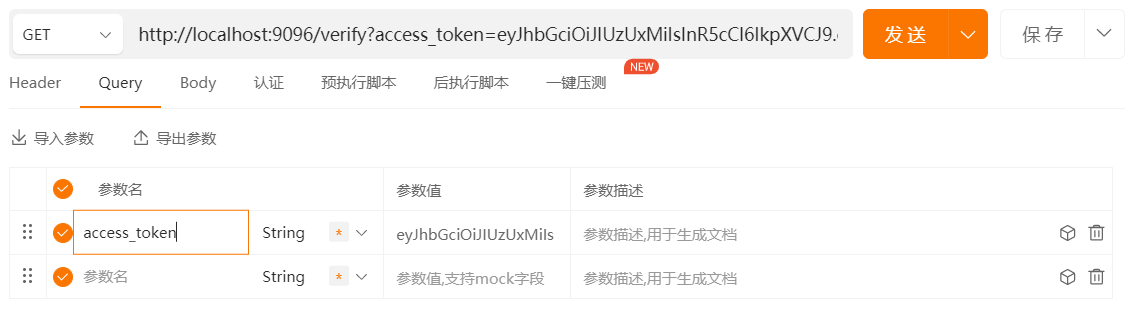 GET http://localhost:9096/verify?access_token=eyJhbGciOiJIUzUxMiIsInR5cCI6IkpXVCJ9. 发送 保存
Header Query Body 认证 预执行脚本 后执行脚本 一键压测 NEW
导入参数 导出参数
参数名 参数值 参数描述
access_token String * eyJhbGciOiJIUzUxMiIs 参数描述,用于生成文档
参数名 String * 参数值,支持mock字段 参数描述,用于生成文档